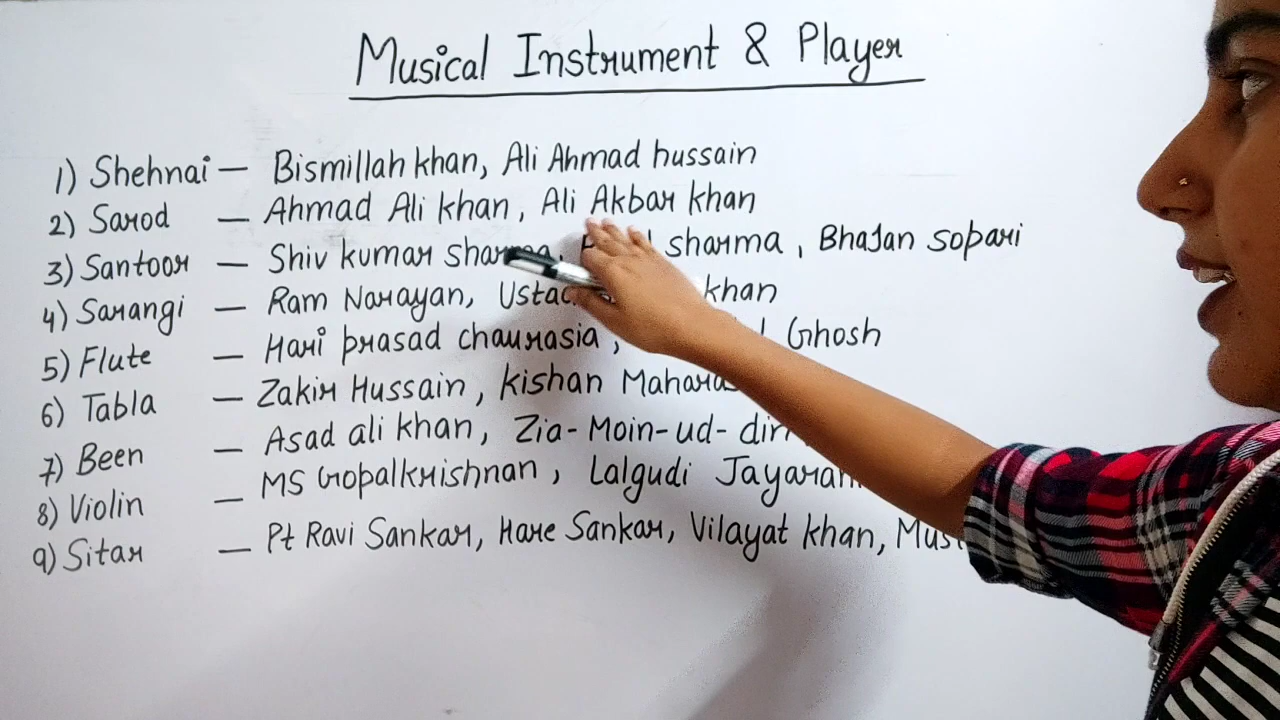 Musical Instrument & Player
1) Shehnai — Bismillah khan, Ali Ahmad hussain
2) Sarod — Ahmad Ali khan, Ali Akbar khan
3) Santoor — Shiv kumar sharma, sharma, BhaJan sopari
4) Sarangi — Ram Narayan, khan
5) Flute — Hari prasad chaurasia, Ghosh
6) Tabla — Zakir Hussain, kishan
7) Been — Asad ali khan, Zia-Moin-ud-din
8) Violin — MS Gopalkrishnan, Lalgudi
9) Sitar — Pt Ravi Sankar, Hare Sankar, Vilayat khan,